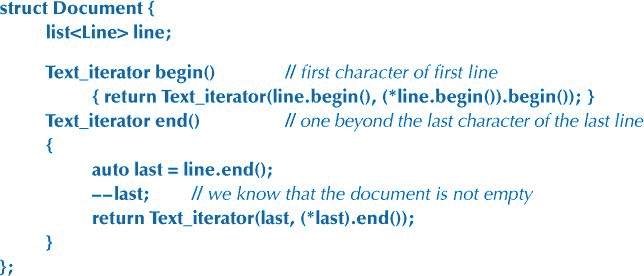 struct Document {
list<Line> line;
Text_iterator begin() // first character of first line
{ return Text_iterator(line.begin(), (*line.begin()).begin()); }
Text_iterator end() // one beyond the last character of the last line
{
auto last = line.end();
––last; // we know that the document is not empty
return Text_iterator(last, (*last).end());
}
};